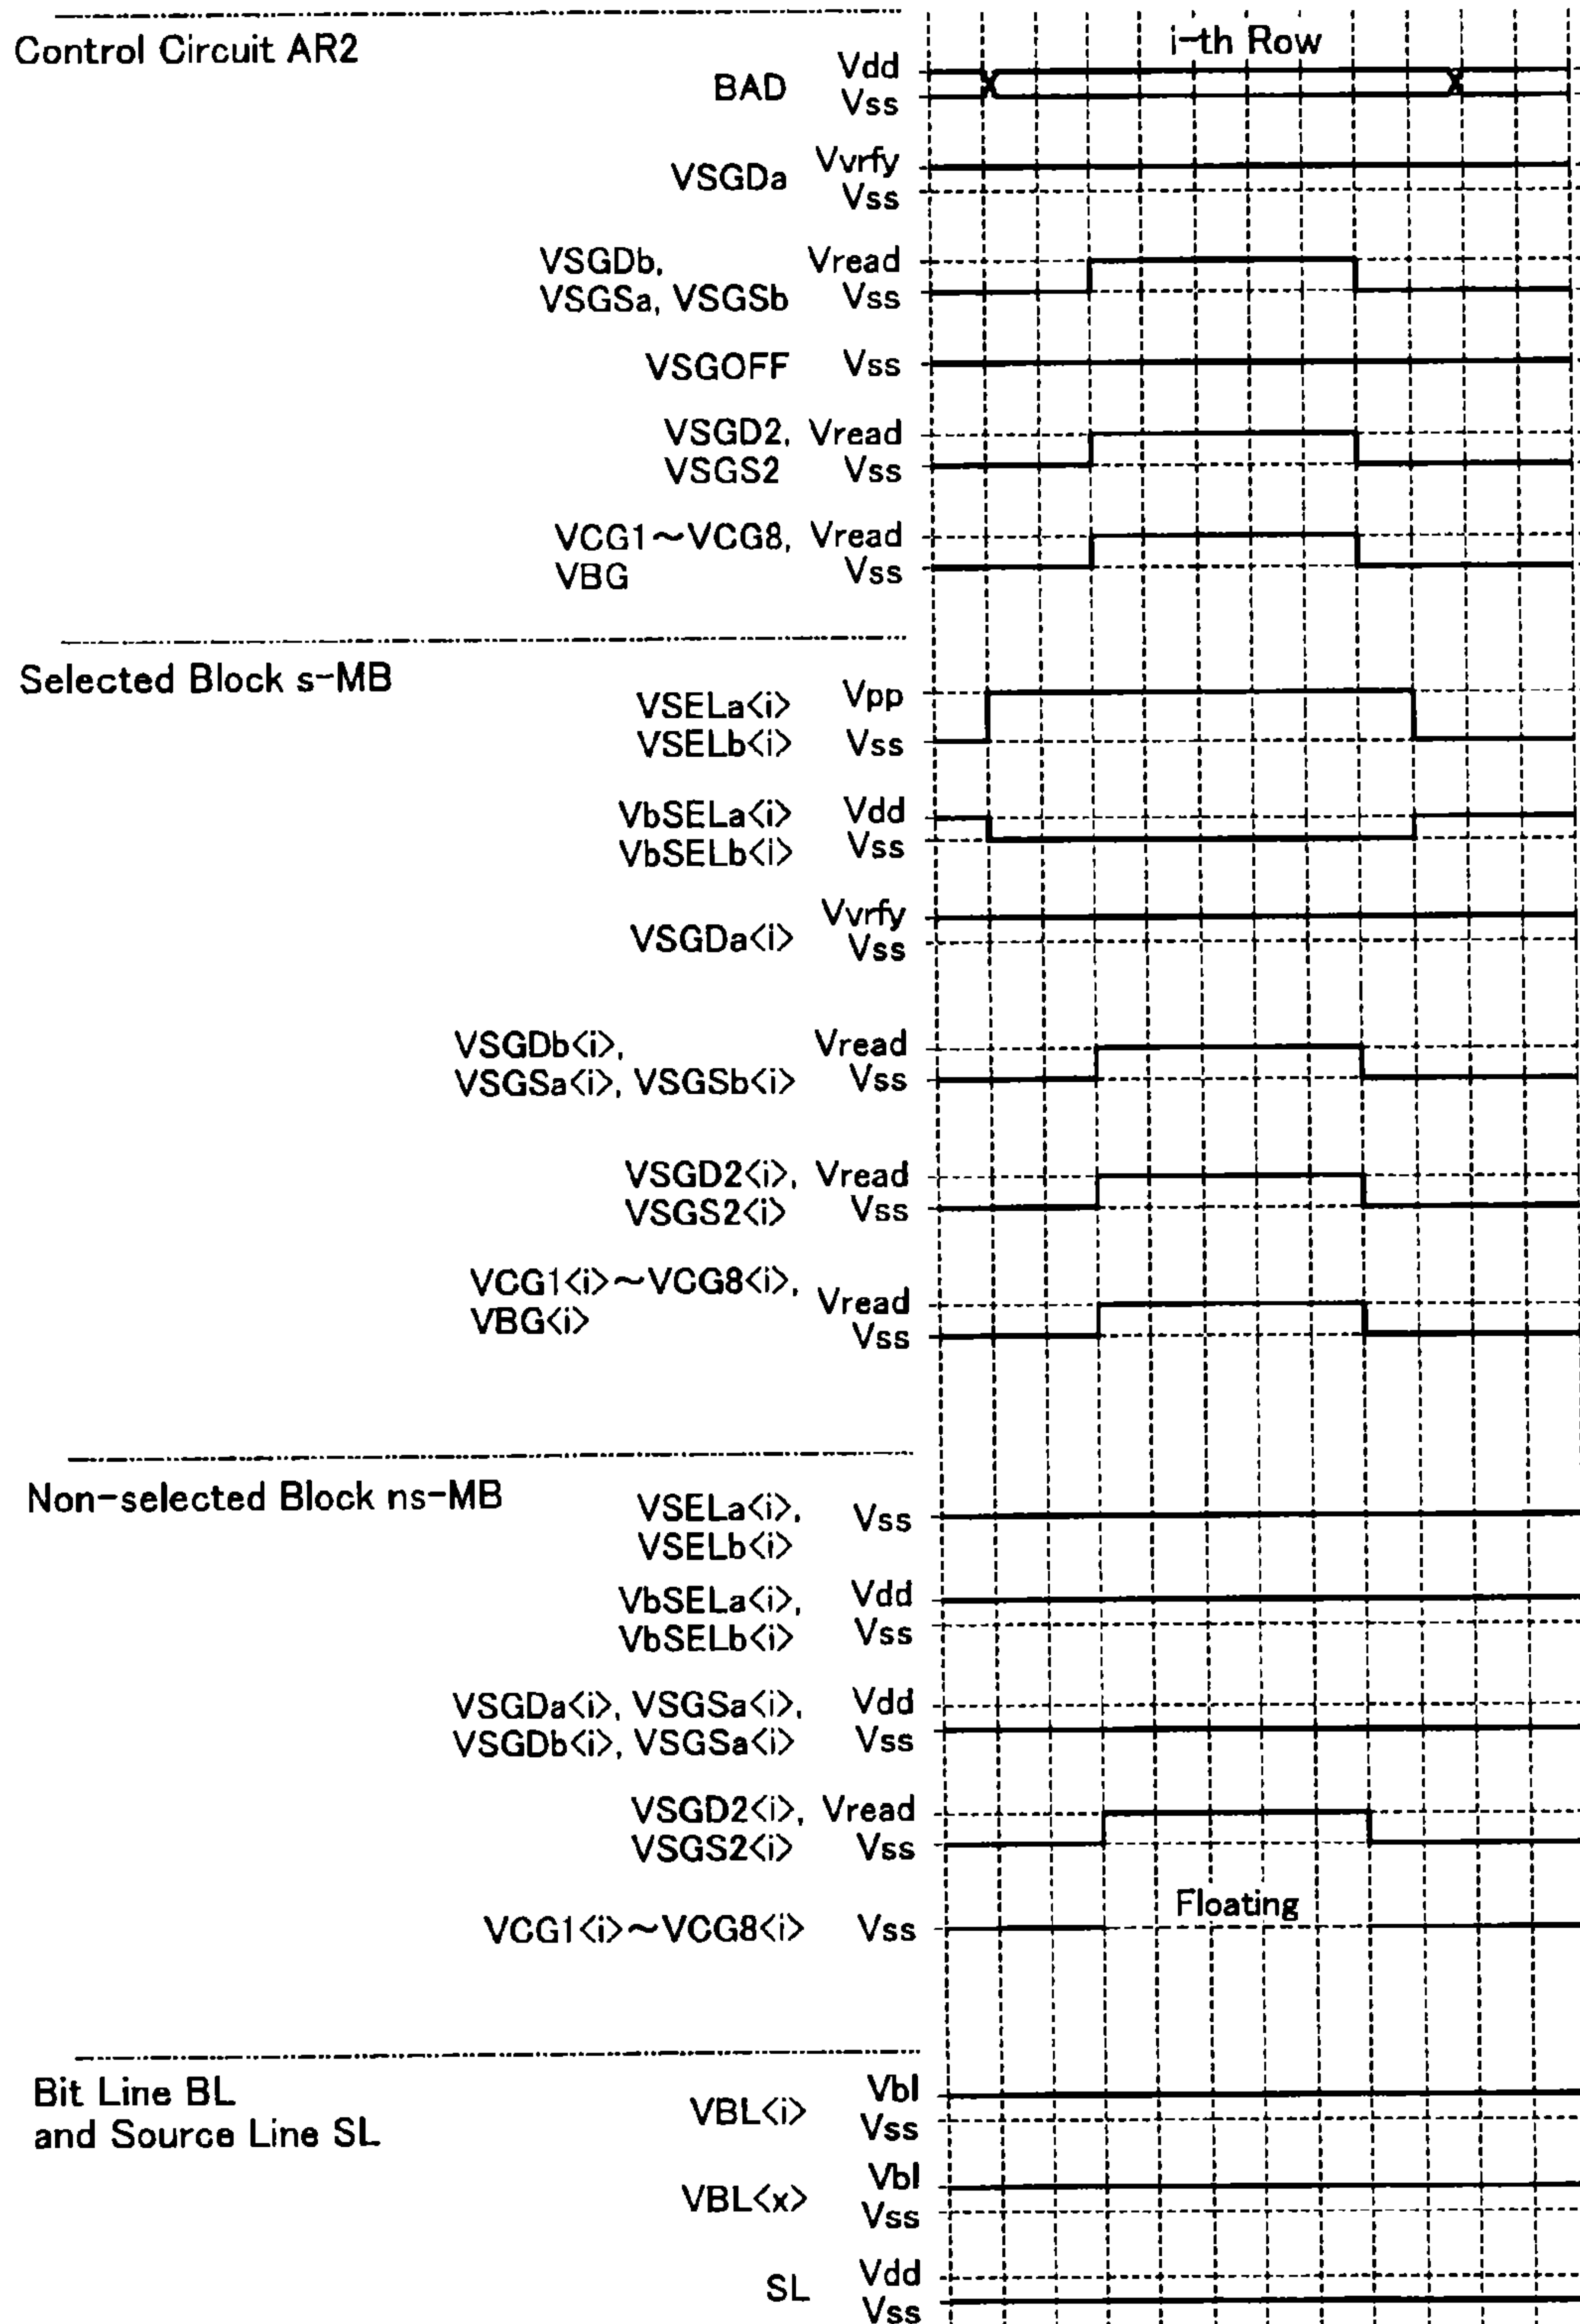 Control Circuit AR2
i-th Row
BAD Vdd
Vss
VSGDa Vvrfy
Vss
VSGDb, Vread
VSGSa, VSGSb Vss
VSGOFF Vss
VSGD2, Vread
VSGS2 Vss
VCG1~VCG8, Vread
VBG Vss
Selected Block s-MB
VSELa<i> Vpp
VSELb<i> Vss
VbSELa<i> Vdd
VbSELb<i> Vss
VSGDa<i> Vvrfy
Vss
VSGDb<i>, Vread
VSGSa<i>, VSGSb<i> Vss
VSGD2<i>, Vread
VSGS2<i> Vss
VCG1<i>~VCG8<i>, Vread
VBG<i> Vss
Non-selected Block ns-MB
VSELa<i>, Vss
VSELb<i>
VbSELa<i>, Vdd
VbSELb<i> Vss
VSGDa<i>, VSGSa<i>, Vdd
VSGDb<i>, VSGSa<i> Vss
VSGD2<i>, Vread
VSGS2<i> Vss
Floating
VCG1<i>~VCG8<i> Vss
Bit Line BL
and Source Line SL
VBL<i> Vbl
Vss
VBL<x> Vbl
Vss
SL Vdd
Vss